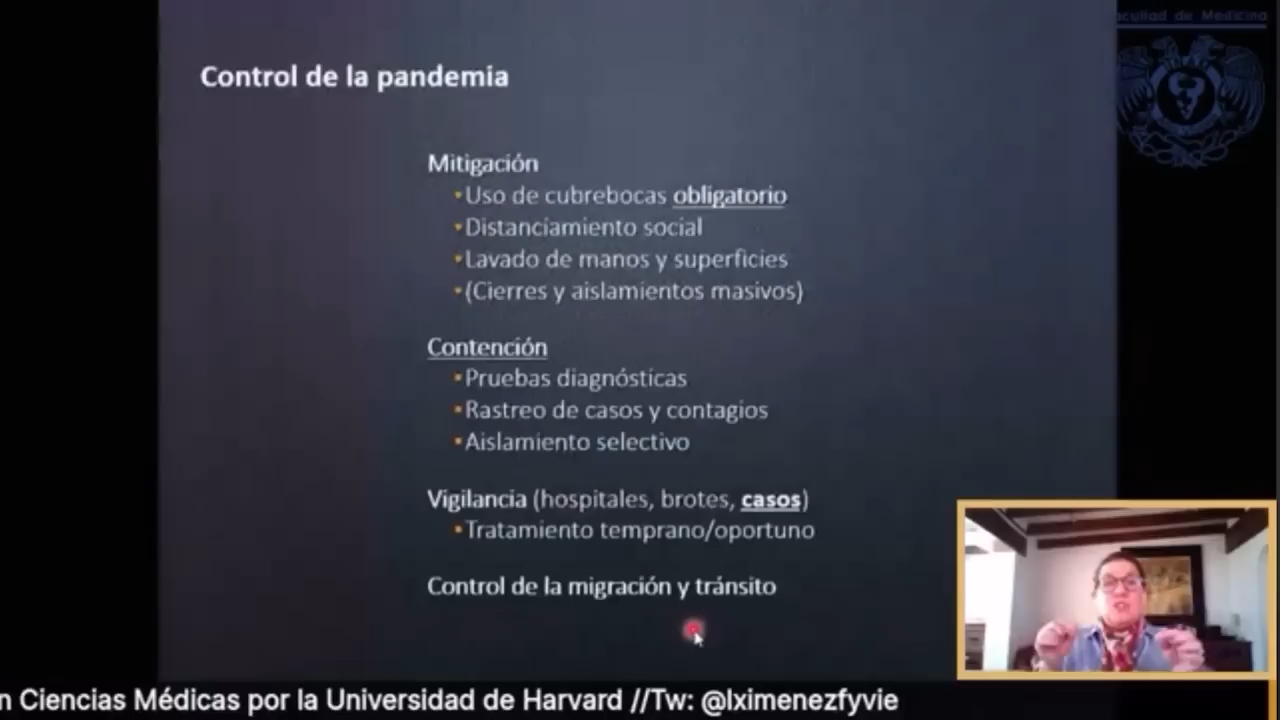 acultad de Medicina
Control de la pandemia
Mitigación
•Uso de cubrebocas obligatorio
•Distanciamiento social
•Lavado de manos y superficies
•(Cierres y aislamientos masivos)
Contención
•Pruebas diagnósticas
•Rastreo de casos y contagios
•Aislamiento selectivo
Vigilancia (hospitales, brotes, casos)
•Tratamiento temprano/oportuno
Control de la migración y tránsito
n Ciencias Médicas por la Universidad de Harvard //Tw: @lximenezfyvie